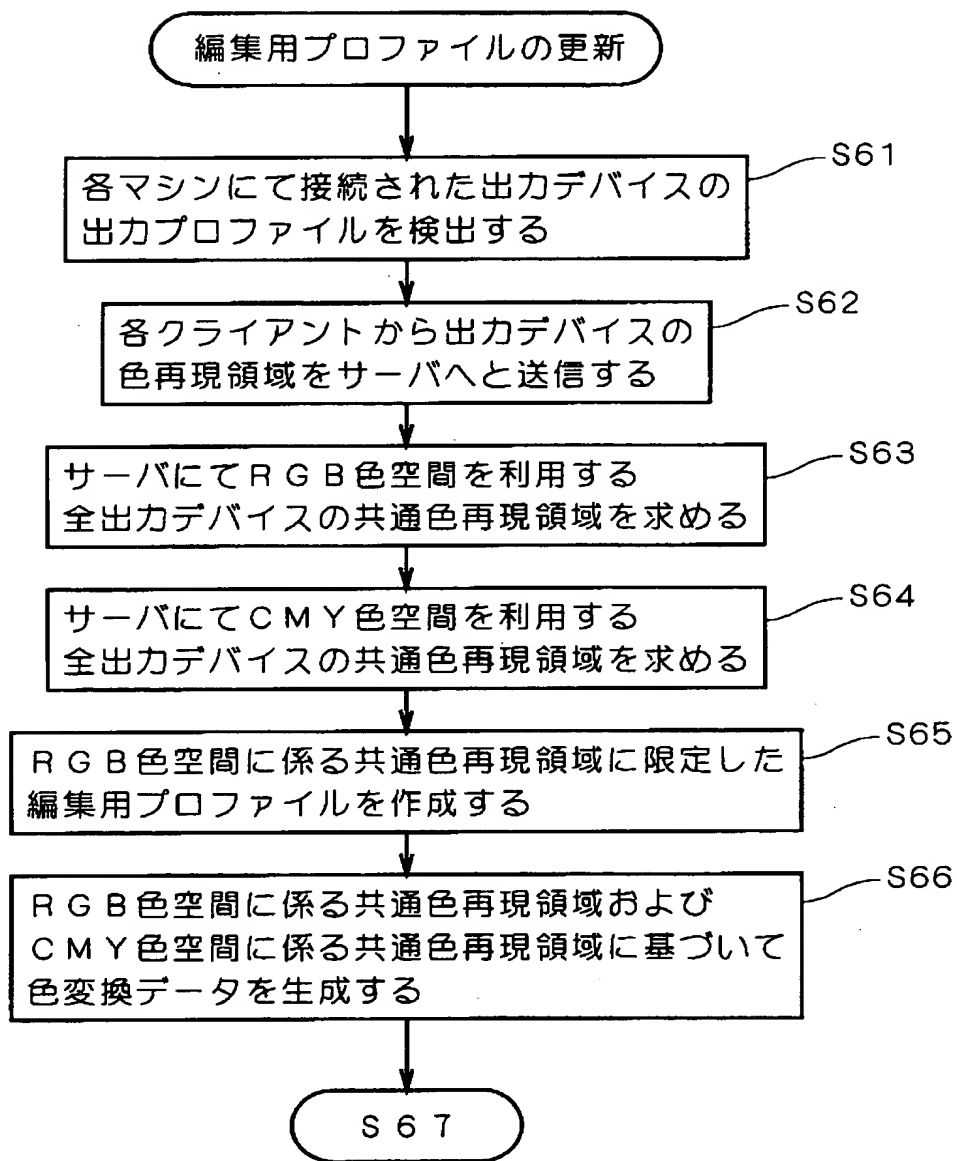 編集用プロファイルの更新
S61
各マシンにて接続された出力デバイスの
出力プロファイルを検出する
S62
各クライアントから出力デバイスの
色再現領域をサーバへと送信する
S63
サーバにてRGB色空間を利用する
全出力デバイスの共通色再現領域を求める
S64
サーバにてCMY色空間を利用する
全出力デバイスの共通色再現領域を求める
S65
RGB色空間に係る共通色再現領域に限定した
編集用プロファイルを作成する
S66
RGB色空間に係る共通色再現領域および
CMY色空間に係る共通色再現領域に基づいて
色変換データを生成する
S67